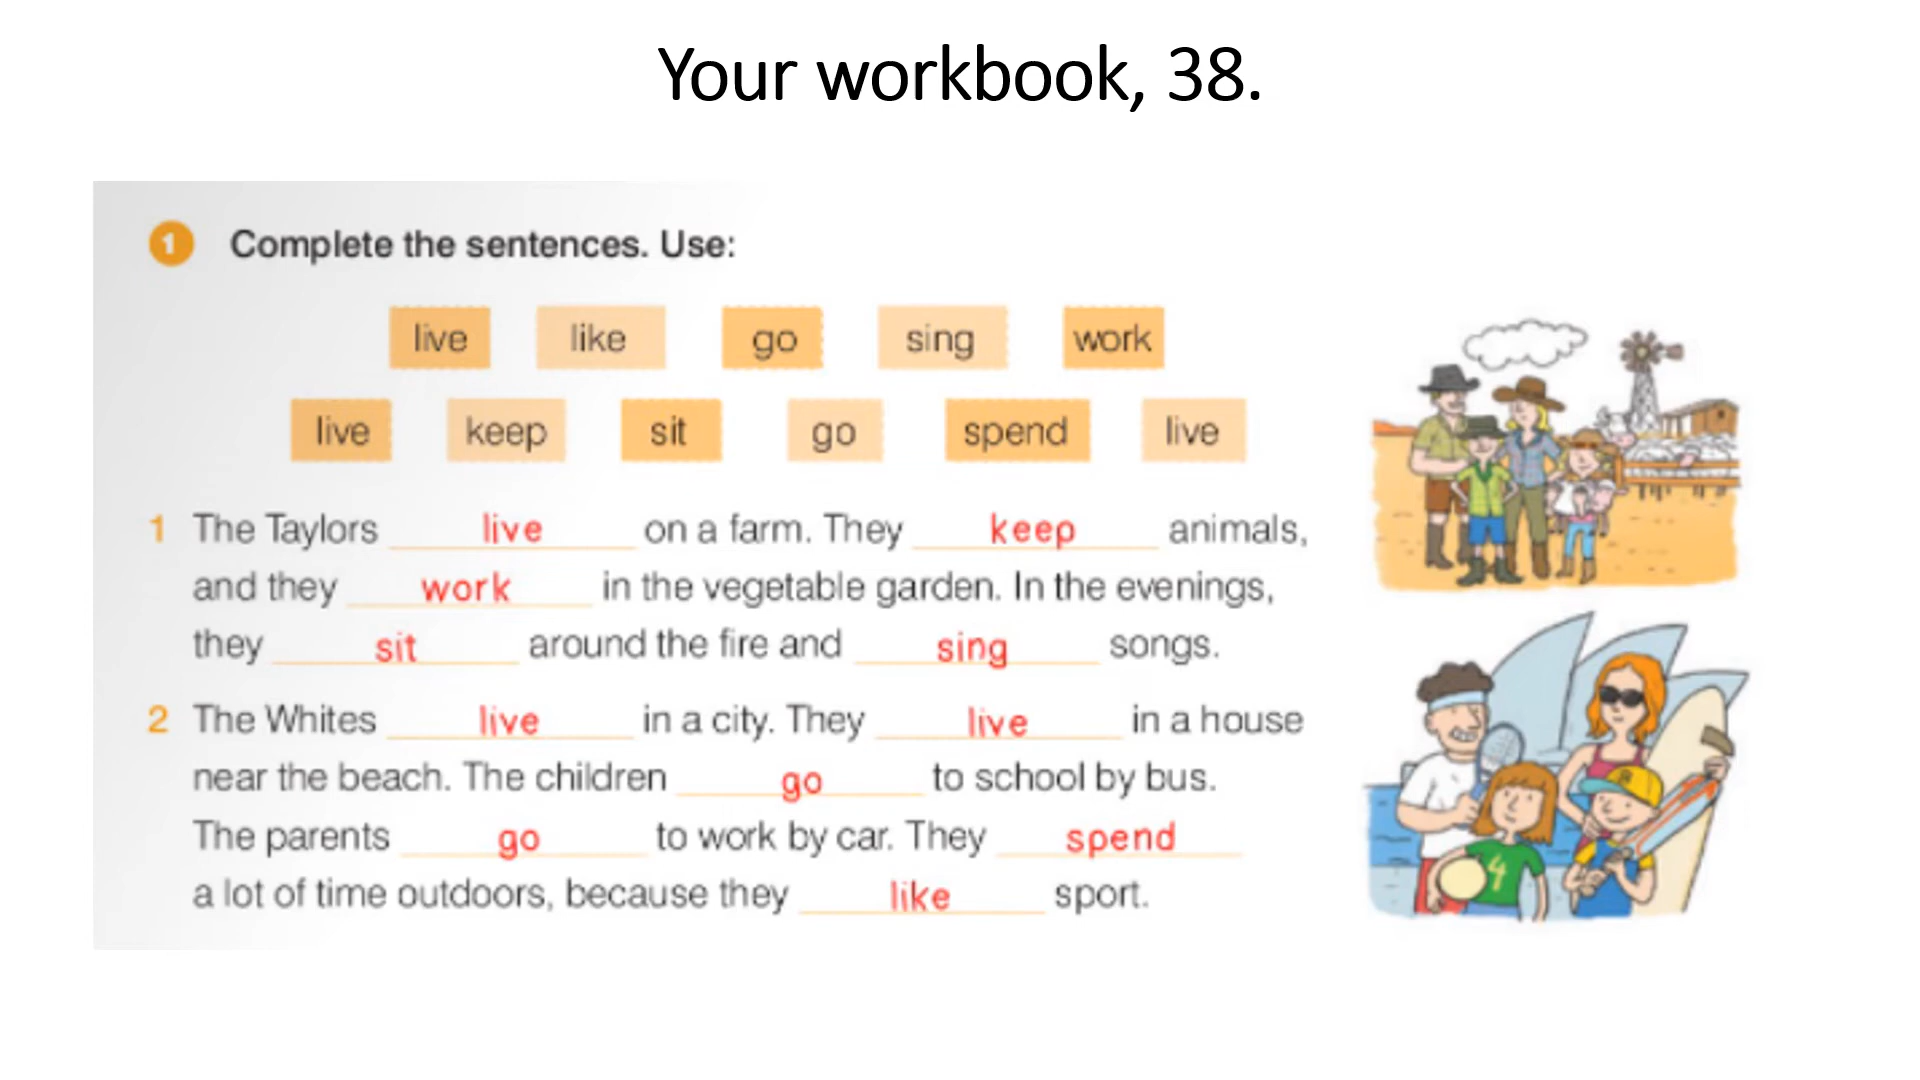 Your workbook, 38.
1 Complete the sentences. Use:
live like go sing work
live keep sit go spend live
1 The Taylors live on a farm. They keep animals,
and they work in the vegetable garden. In the evenings,
they sit around the fire and sing songs.
2 The Whites live in a city. They live in a house
near the beach. The children go to school by bus.
The parents go to work by car. They spend
a lot of time outdoors, because they like sport.
4